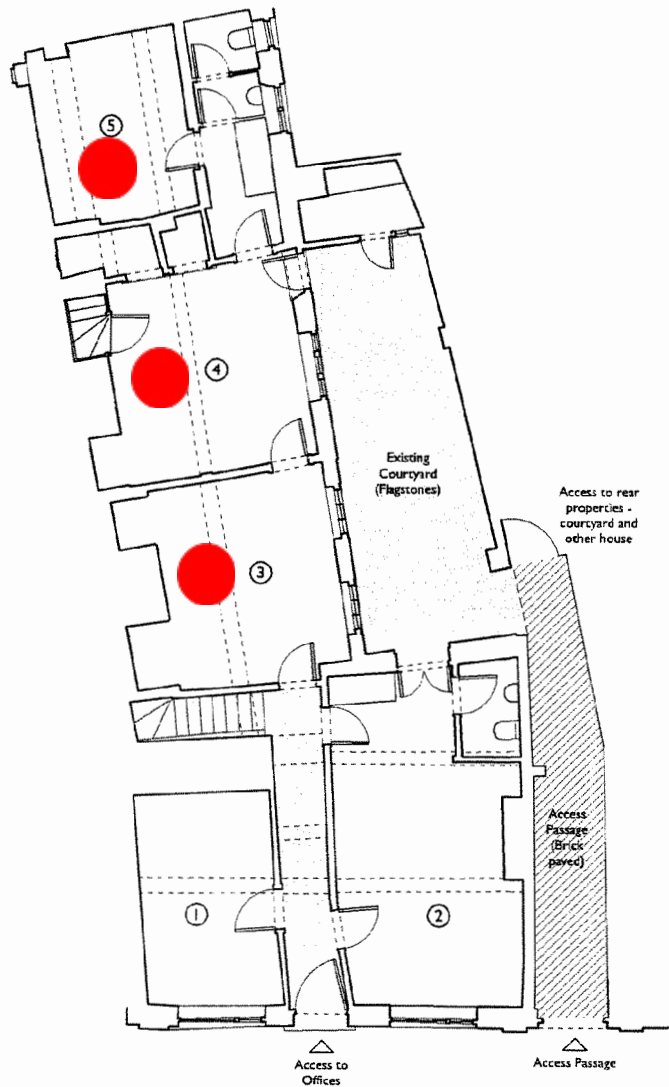 ⑤
④
Existing
Courtyard
(Flagstones)
Access to rear
properties -
courtyard and
other house
③
Access
Passage
(Brick
paved)
①
②
Access to
Offices
Access Passage